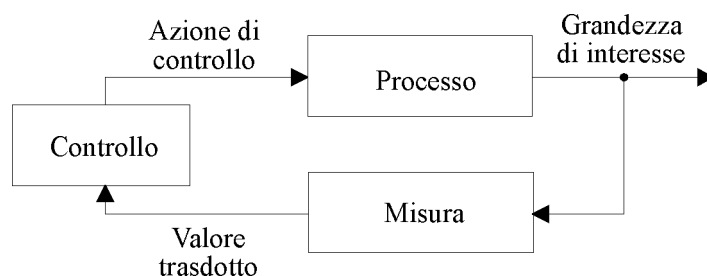 Azione di
controllo
Grandezza
di interesse
Processo
Controllo
Misura
Valore
trasdotto